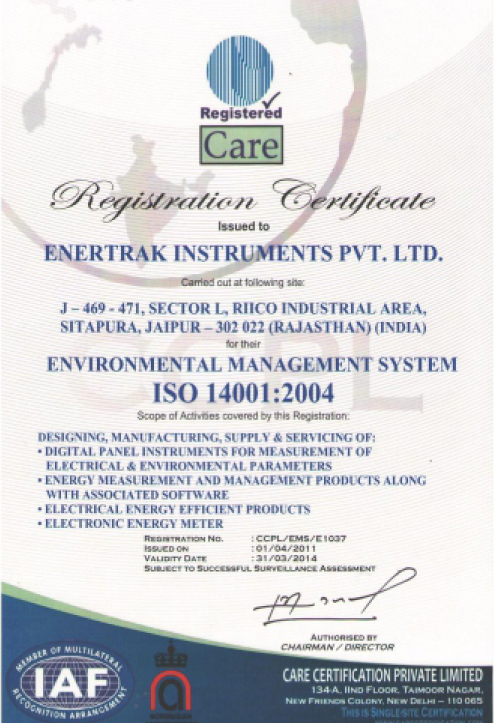 Registered
Care
Registration Certificate
Issued to
ENERTRAK INSTRUMENTS PVT. LTD.
Carried out at following site:
J – 469 - 471, SECTOR L, RIICO INDUSTRIAL AREA,
SITAPURA, JAIPUR – 302 022 (RAJASTHAN) (INDIA)
for their
ENVIRONMENTAL MANAGEMENT SYSTEM
ISO 14001:2004
Scope of Activities covered by this Registration:
DESIGNING, MANUFACTURING, SUPPLY & SERVICING OF:
• DIGITAL PANEL INSTRUMENTS FOR MEASUREMENT OF
ELECTRICAL & ENVIRONMENTAL PARAMETERS
• ENERGY MEASUREMENT AND MANAGEMENT PRODUCTS ALONG
WITH ASSOCIATED SOFTWARE
• ELECTRICAL ENERGY EFFICIENT PRODUCTS
• ELECTRONIC ENERGY METER
REGISTRATION NO. : CCPL/EMS/E1037
ISSUED ON : 01/04/2011
VALIDITY DATE : 31/03/2014
SUBJECT TO SUCCESSFUL SURVEILLANCE ASSESSMENT
AUTHORISED BY
CHAIRMAN / DIRECTOR
MEMBER OF MULTILATERAL
IAF
RECOGNITION ARRANGEMENT
CARE CERTIFICATION PRIVATE LIMITED
134-A, IIND FLOOR, TAIMOOR NAGAR,
NEW FRIENDS COLONY, NEW DELHI – 110 065
THIS IS SINGLE-SITE CERTIFICATION